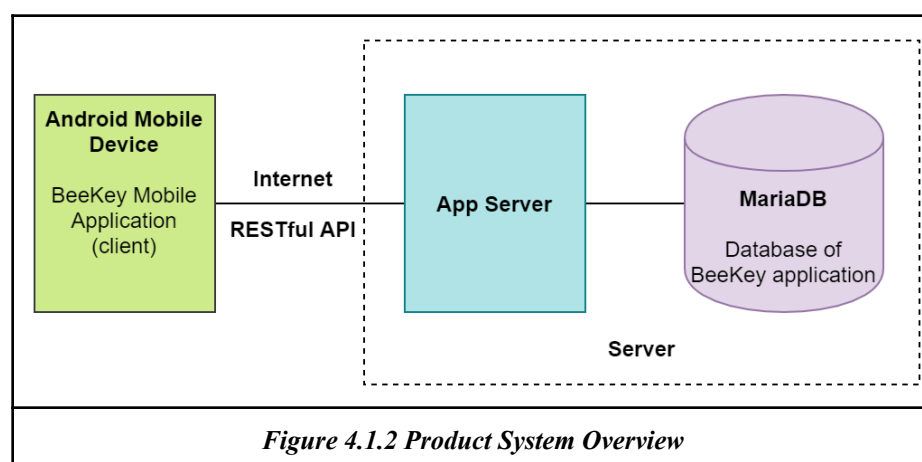 Android Mobile
Device
BeeKey Mobile
Application
(client)
Internet
RESTful API
App Server
MariaDB
Database of
BeeKey application
Server
Figure 4.1.2 Product System Overview